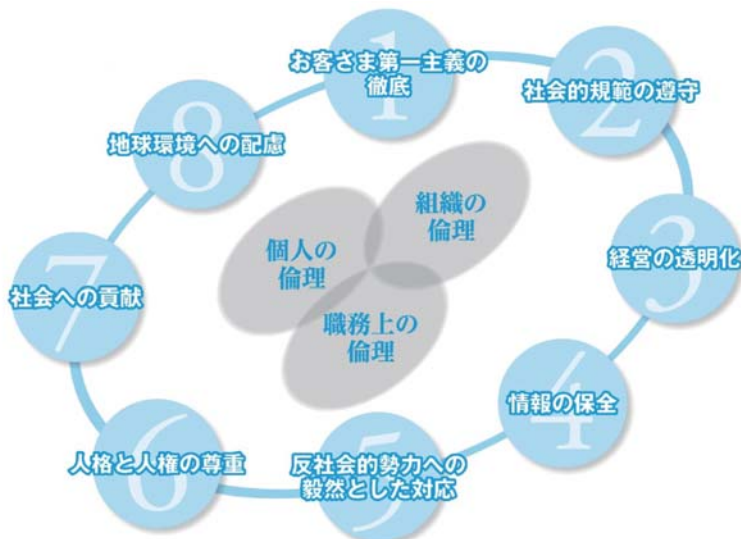 1
お客さま第一主義の
徹底
2
社会的規範の遵守
3
経営の透明化
4
情報の保全
5
反社会的勢力への
毅然とした対応
6
人格と人権の尊重
7
社会への貢献
8
地球環境への配慮
組織の
倫理
個人の
倫理
職務上の
倫理